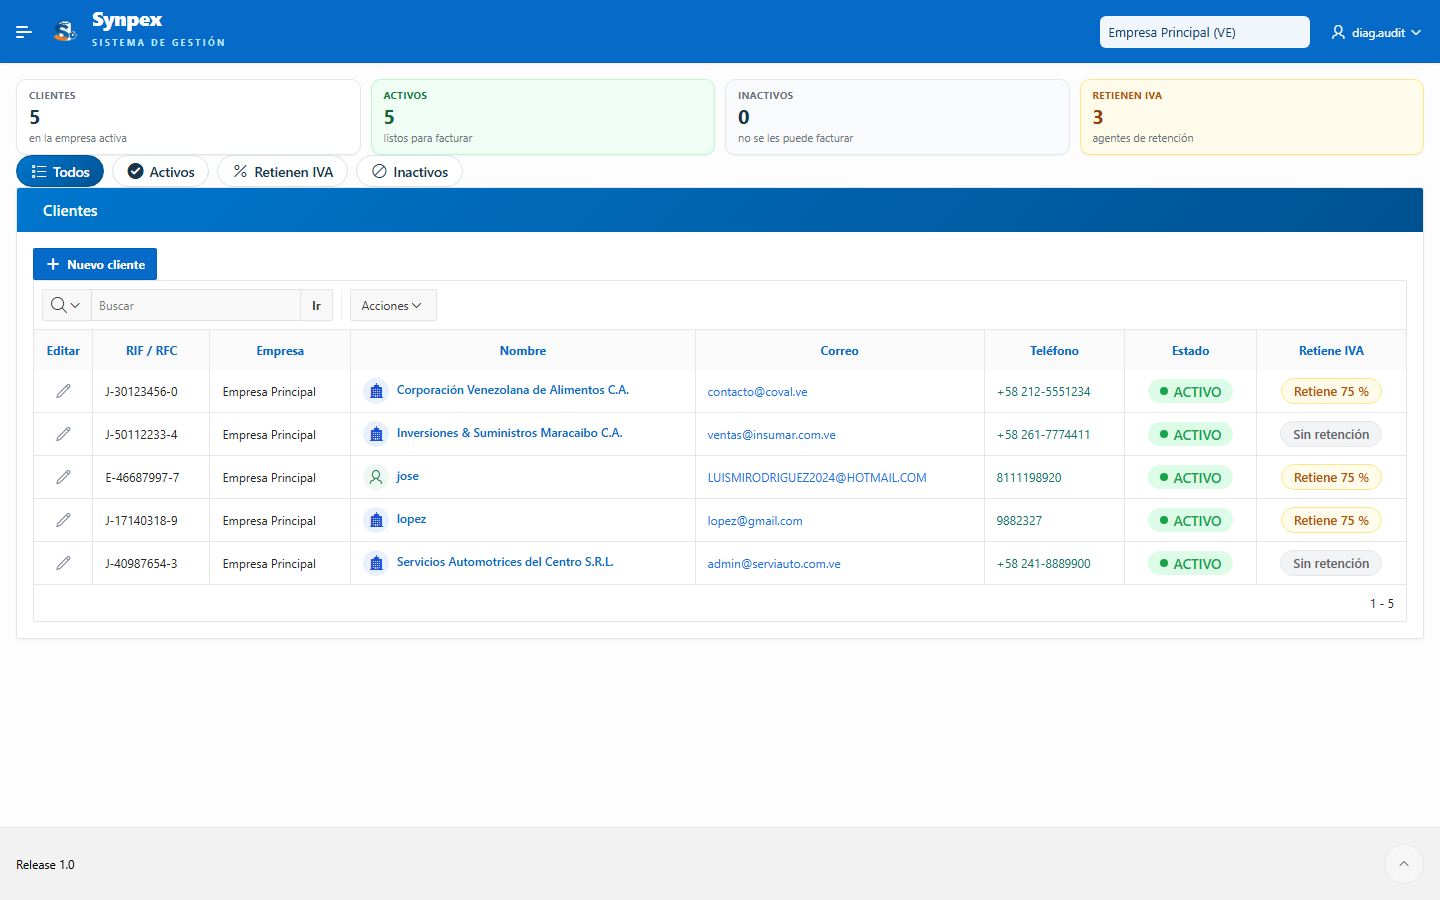 Synpex
SISTEMA DE GESTIÓN
Empresa Principal (VE)
diag.audit
CLIENTES
5
en la empresa activa
ACTIVOS
5
listos para facturar
INACTIVOS
0
no se les puede facturar
RETIENEN IVA
3
agentes de retención
Todos
Activos
Retienen IVA
Inactivos
Clientes
Nuevo cliente
Buscar
Ir
Acciones
Editar RIF / RFC Empresa Nombre Correo Teléfono Estado Retiene IVA
J-30123456-0 Empresa Principal Corporación Venezolana de Alimentos C.A. contacto@coval.ve +58 212-5551234 ACTIVO Retiene 75 %
J-50112233-4 Empresa Principal Inversiones & Suministros Maracaibo C.A. ventas@insumar.com.ve +58 261-7774411 ACTIVO Sin retención
E-46687997-7 Empresa Principal jose LUISMIRODRIGUEZ2024@HOTMAIL.COM 8111198920 ACTIVO Retiene 75 %
J-17140318-9 Empresa Principal lopez lopez@gmail.com 9882327 ACTIVO Retiene 75 %
J-40987654-3 Empresa Principal Servicios Automotrices del Centro S.R.L. admin@serviauto.com.ve +58 241-8889900 ACTIVO Sin retención
1 - 5
Release 1.0